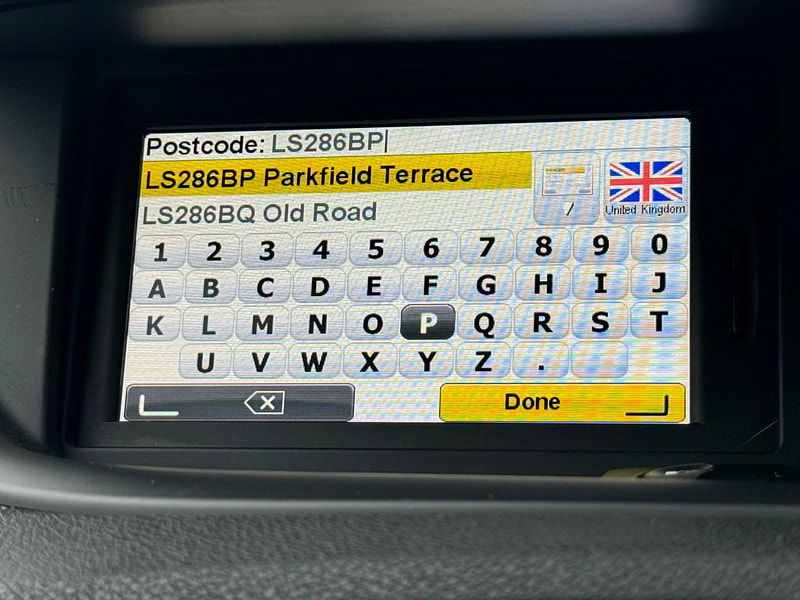 Postcode: LS286BP
LS286BP Parkfield Terrace
LS286BQ Old Road
/
United Kingdom
1 2 3 4 5 6 7 8 9 0
A B C D E F G H I J
K L M N O P Q R S T
U V W X Y Z .
Done